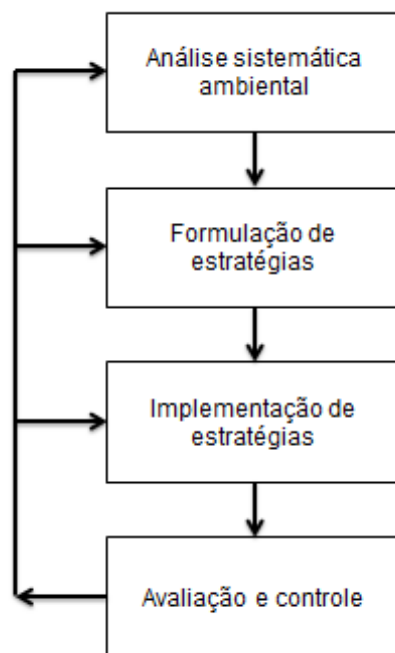 Análise sistemática
ambiental
Formulação de
estratégias
Implementação de
estratégias
Avaliação e controle